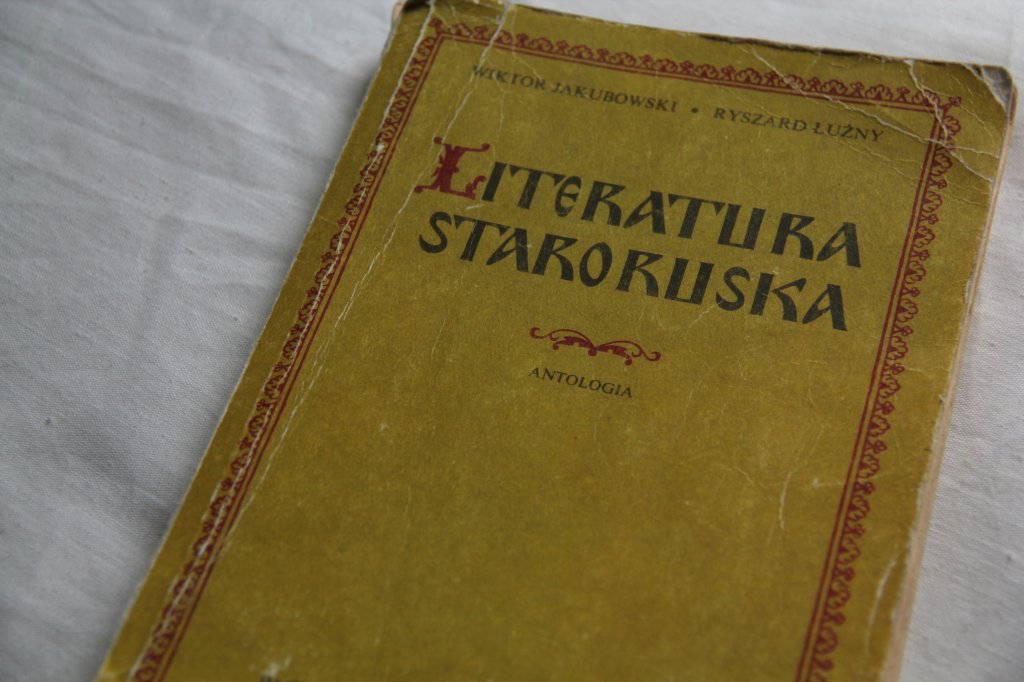 WIKTOR JAKUBOWSKI • RYSZARD ŁUŻNY
LITERATURA
STARORUSKA
ANTOLOGIA